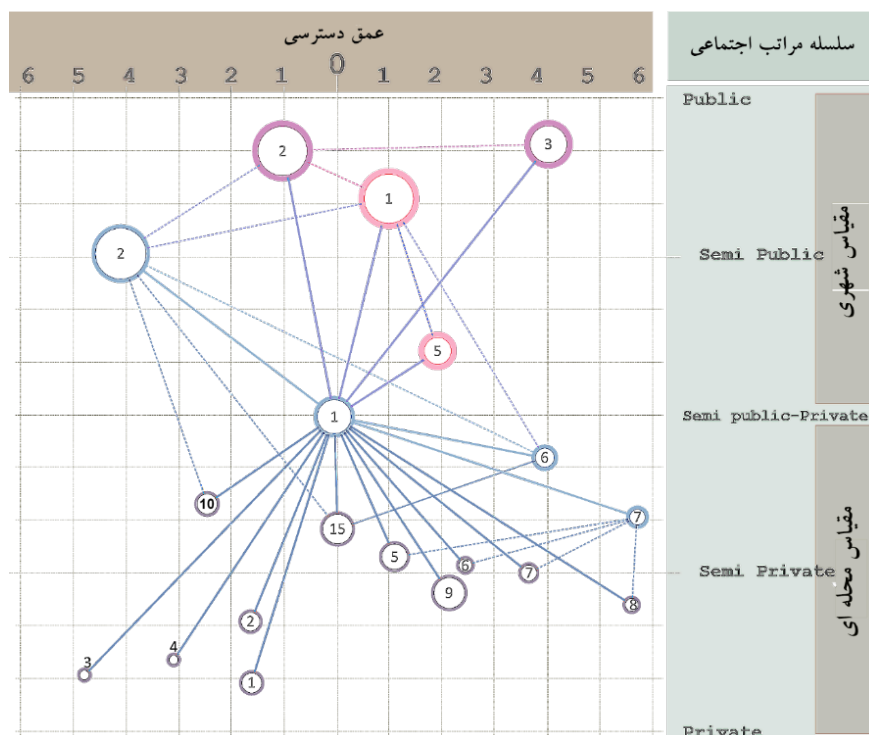 عمق دسترسی
سلسله مراتب اجتماعی
6 5 4 3 2 1 0 1 2 3 4 5 6
Public
2
3
1
مقیاس شهری
2
Semi Public
5
1
Semi public-Private
6
10
7
15
مقیاس محله ای
5
6
7
Semi Private
9
8
2
4
3
1
Private